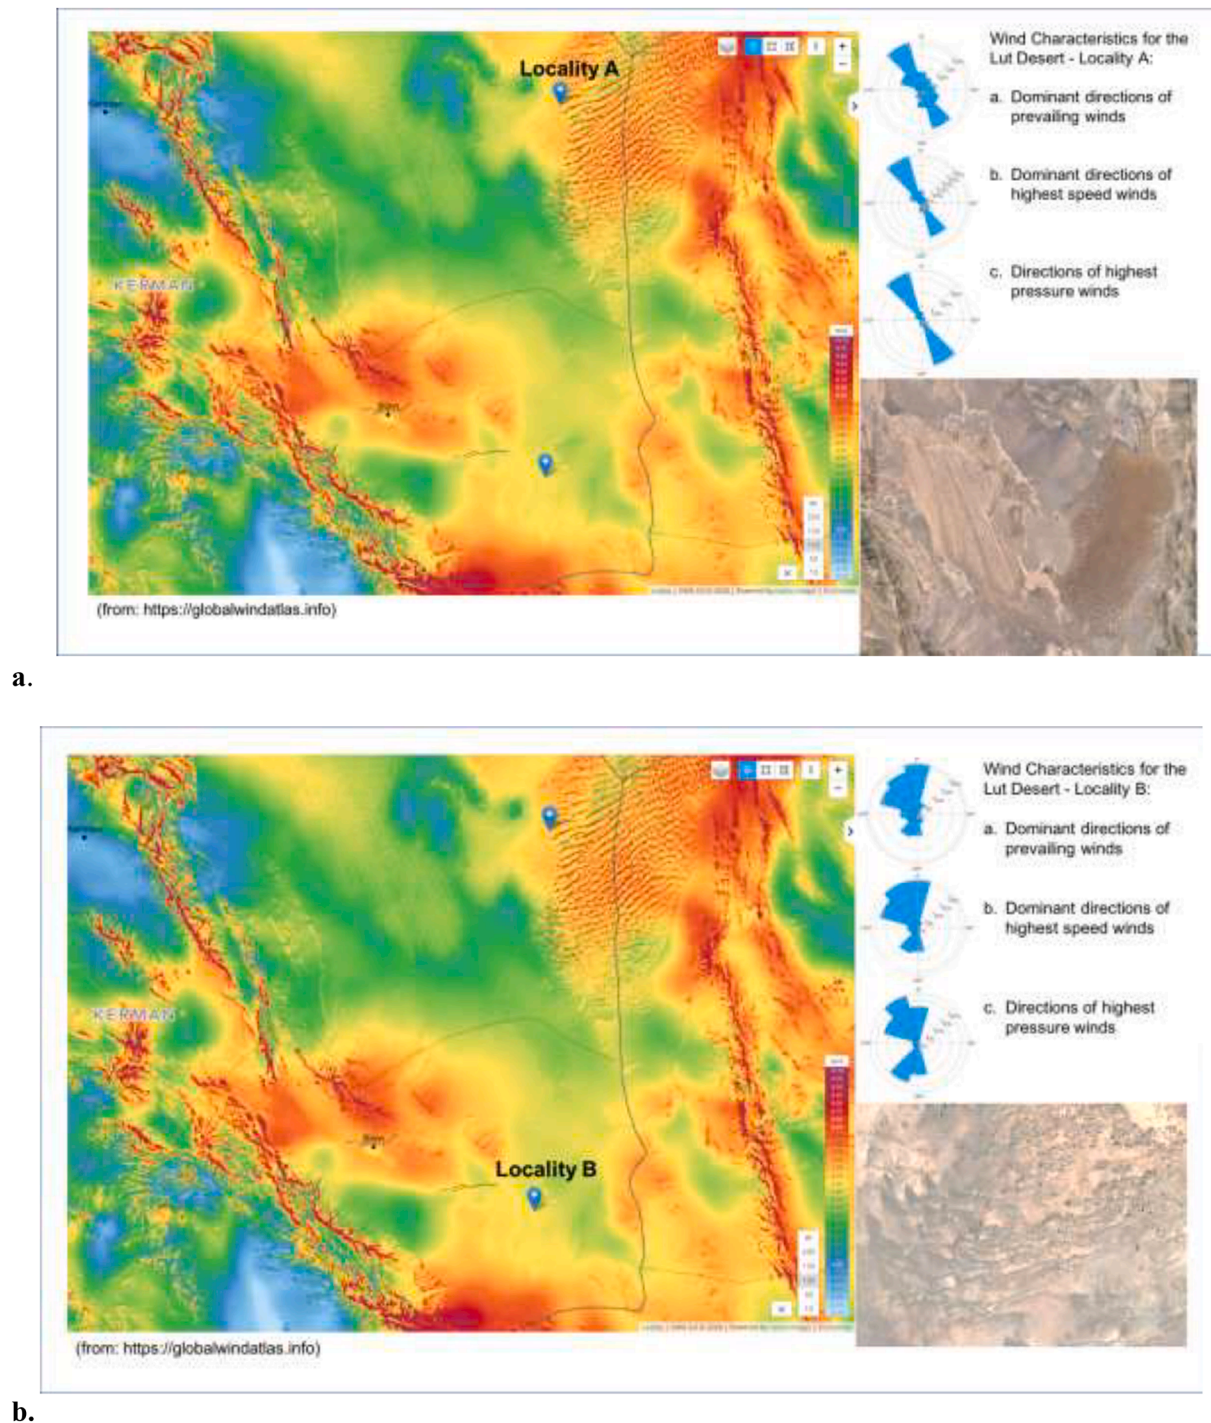 Locality A
KERMAN
Bam
(from: https://globalwindatlas.info)
Wind Characteristics for the
Lut Desert - Locality A:
a. Dominant directions of
prevailing winds
b. Dominant directions of
highest speed winds
c. Directions of highest
pressure winds
a.
KERMAN
Bam
Locality B
(from: https://globalwindatlas.info)
Wind Characteristics for the
Lut Desert - Locality B:
a. Dominant directions of
prevailing winds
b. Dominant directions of
highest speed winds
c. Directions of highest
pressure winds
b.